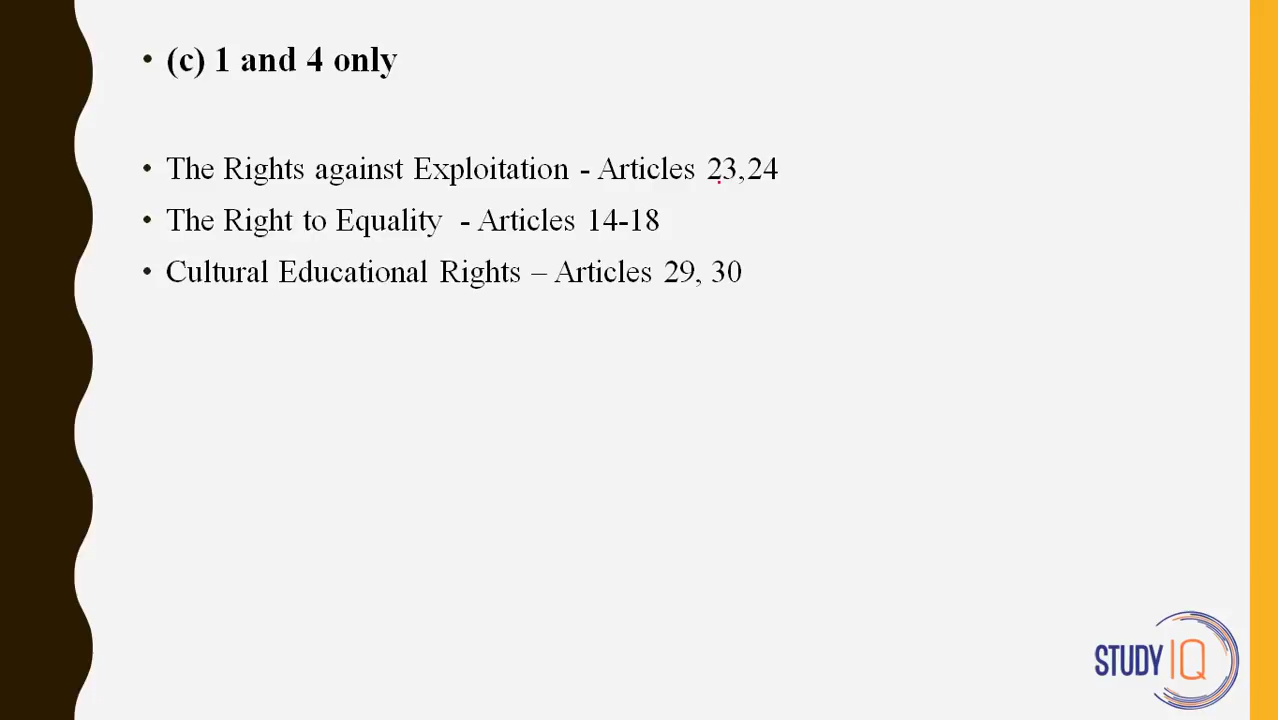 • (c) 1 and 4 only
• The Rights against Exploitation - Articles 23,24
• The Right to Equality - Articles 14-18
• Cultural Educational Rights – Articles 29, 30
STUDY IQ